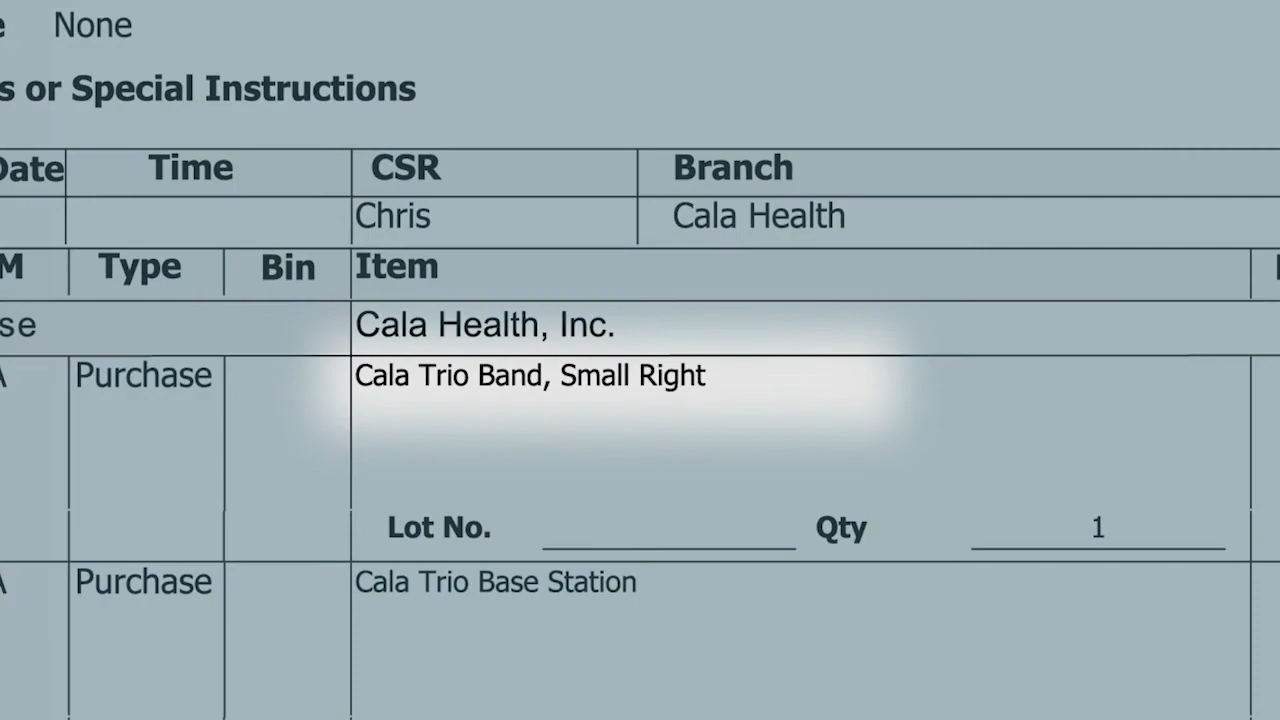 None
s or Special Instructions
Date Time CSR Branch
Chris Cala Health
M Type Bin Item
se Cala Health, Inc.
A Purchase Cala Trio Band, Small Right
Lot No. Qty 1
A Purchase Cala Trio Base Station